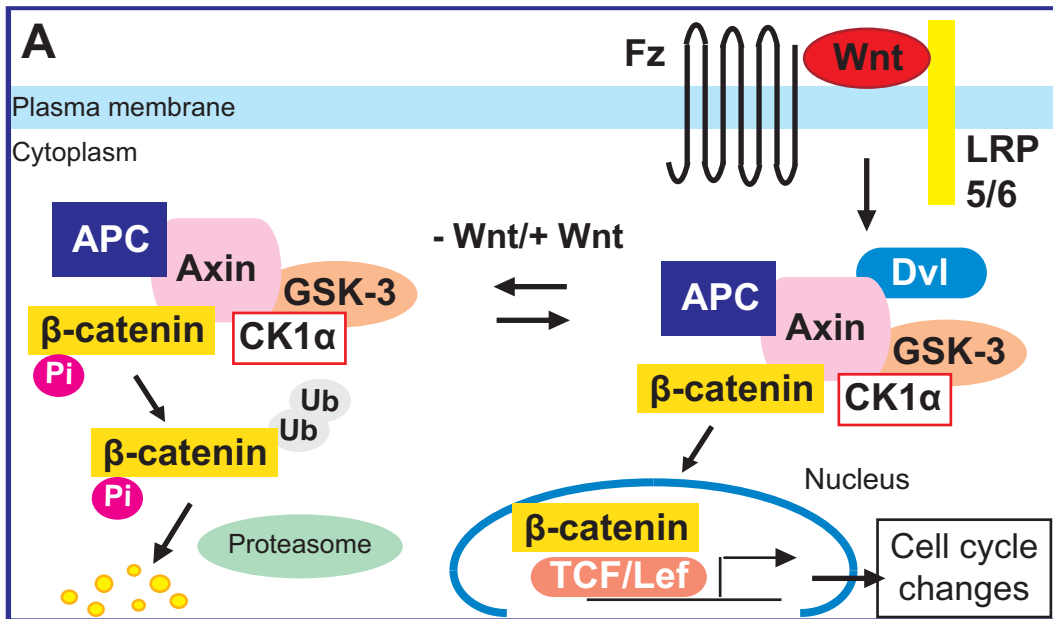 A
Fz
Wnt
Plasma membrane
Cytoplasm
LRP
5/6
APC
Axin
GSK-3
β-catenin
CK1α
Pi
- Wnt/+ Wnt
Dvl
APC
Axin
GSK-3
β-catenin
CK1α
Ub
Ub
β-catenin
Pi
Proteasome
Nucleus
β-catenin
TCF/Lef
Cell cycle
changes